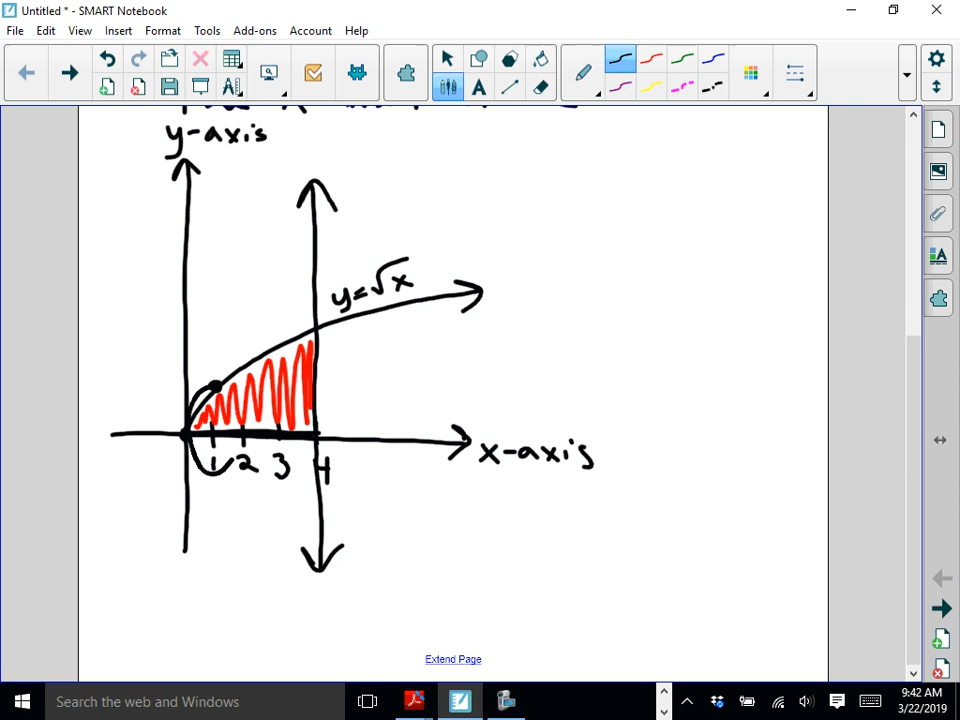 Untitled * - SMART Notebook
File Edit View Insert Format Tools Add-ons Account Help
y-axis
y=√x
x-axis
1 2 3 4
Extend Page
Search the web and Windows
9:42 AM
3/22/2019